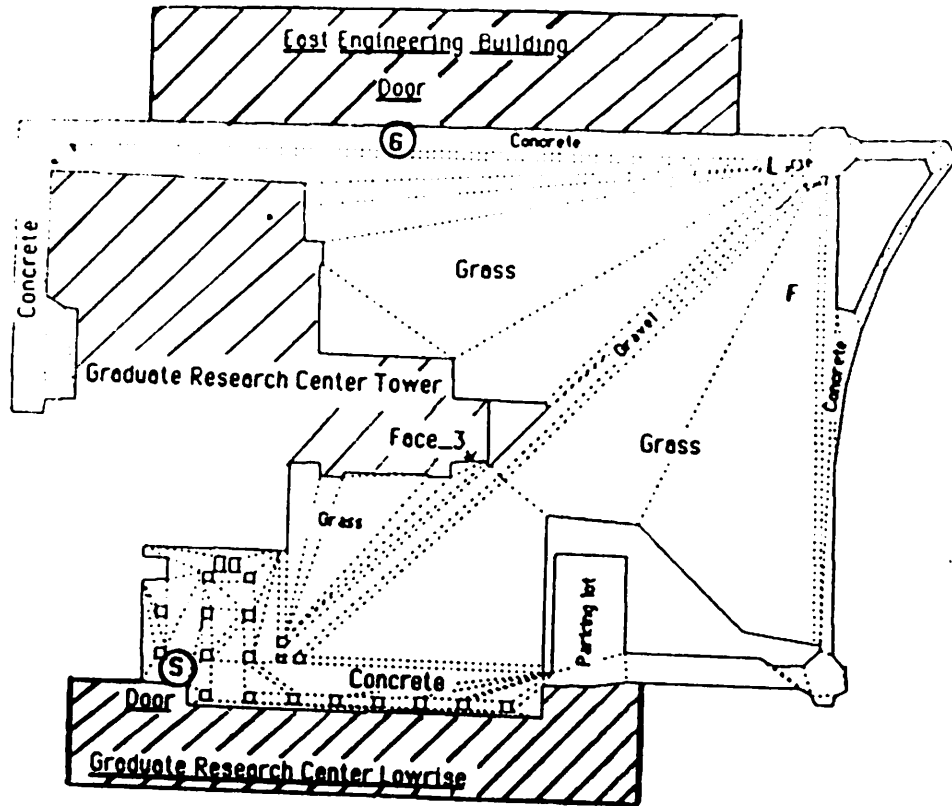 East Engineering Building
Door
G
Concrete
L
Concrete
Grass
F
Gravel
Concrete
Graduate Research Center Tower
Face_3
Grass
Grass
Parking lot
S
Concrete
Door
Graduate Research Center Lowrise